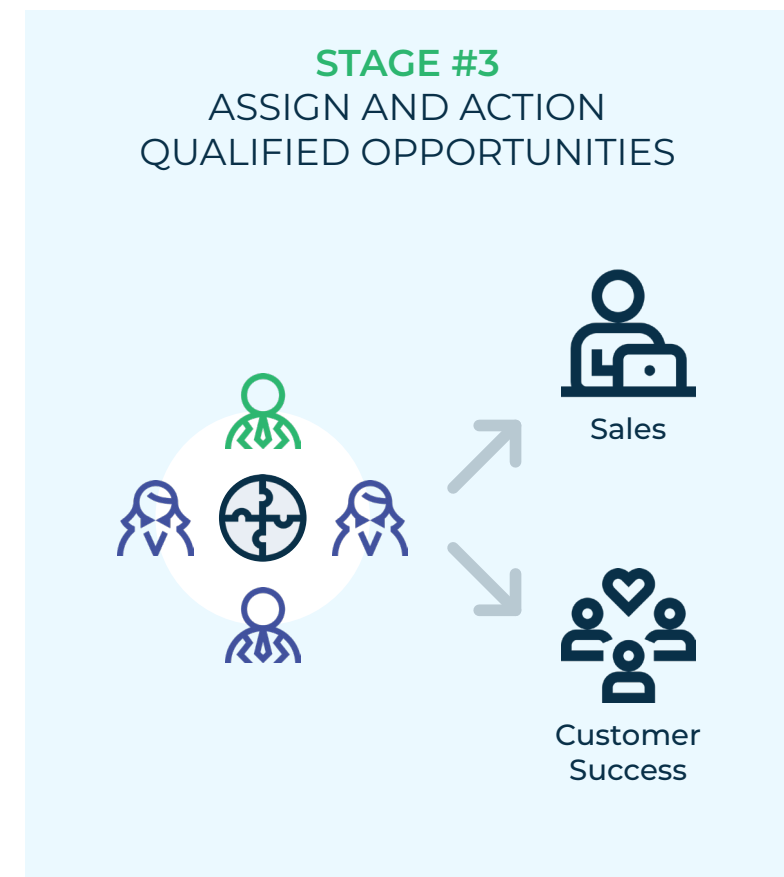 STAGE #3
ASSIGN AND ACTION
QUALIFIED OPPORTUNITIES
Sales
Customer
Success